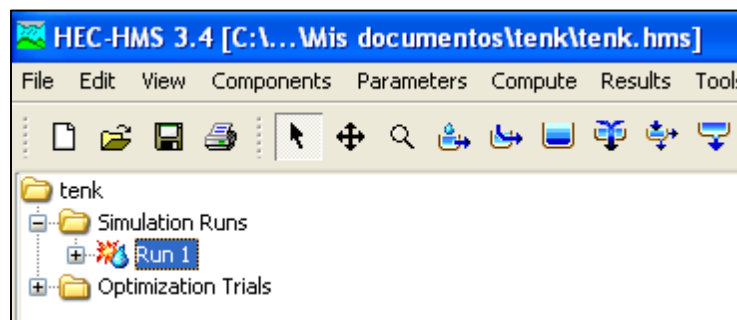 HEC-HMS 3.4 [C:\...\Mis documentos\tenk\tenk.hms]
File Edit View Components Parameters Compute Results Tools
tenk
Simulation Runs
Run 1
Optimization Trials